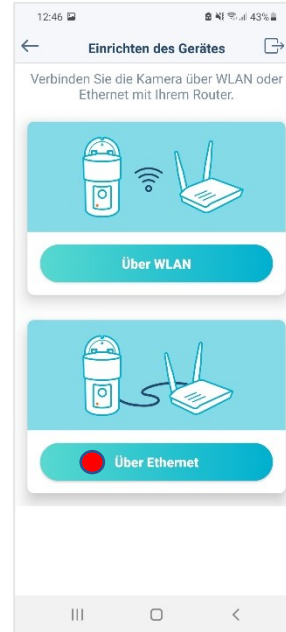 12:46
43%
Einrichten des Gerätes
Verbinden Sie die Kamera über WLAN oder
Ethernet mit Ihrem Router.
Über WLAN
Über Ethernet